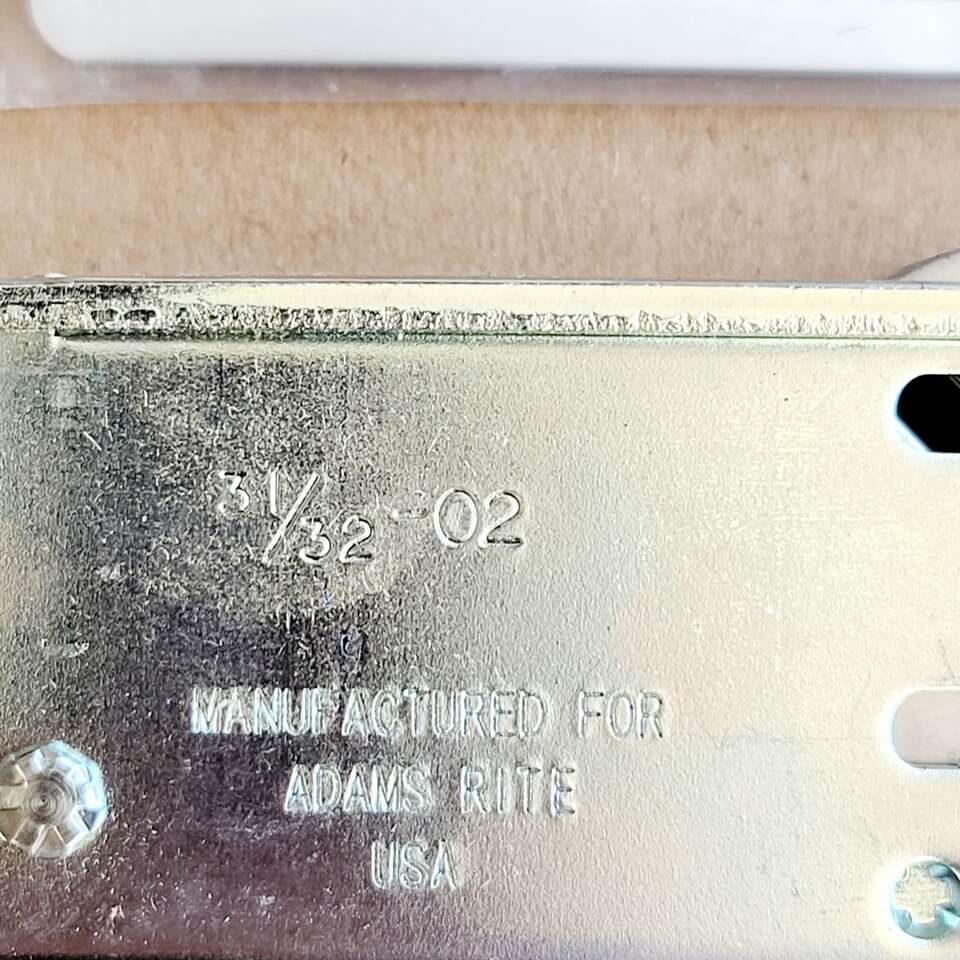 31/32-02
MANUFACTURED FOR
ADAMS RITE
USA